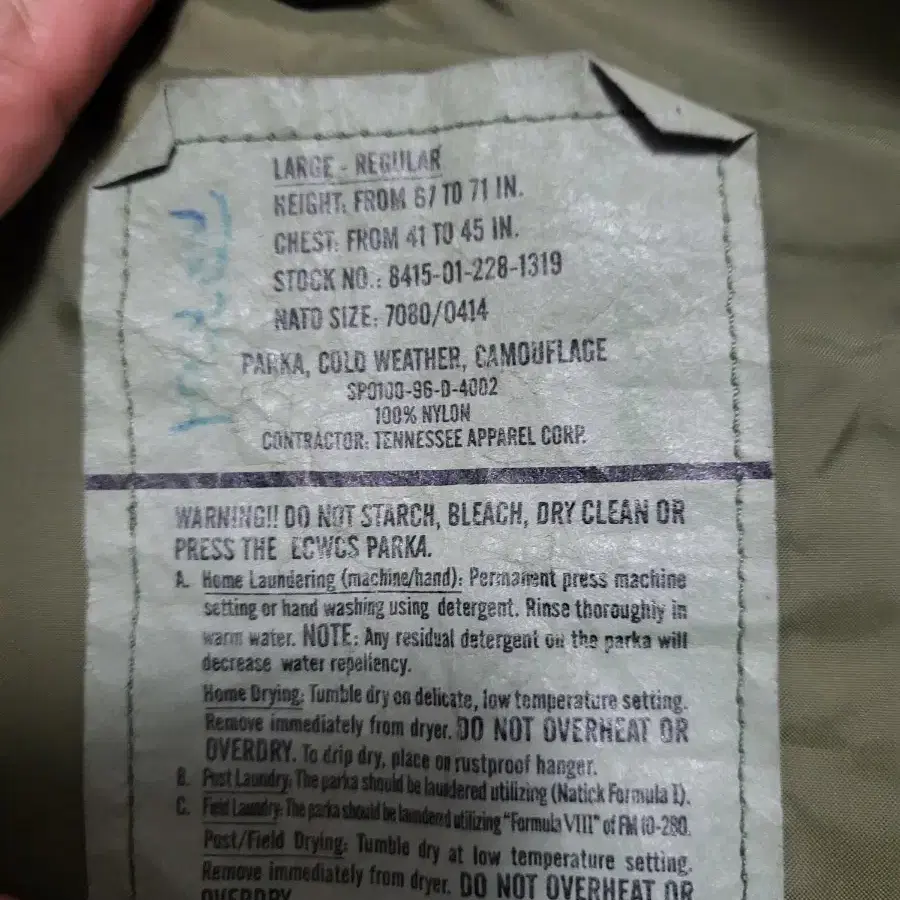 LARGE - REGULAR
HEIGHT: FROM 67 TO 71 IN.
CHEST: FROM 41 TO 45 IN.
STOCK NO.: 8415-01-228-1319
NATO SIZE: 7080/0414
PARKA, COLD WEATHER, CAMOUFLAGE
SP0100-96-D-4002
100% NYLON
CONTRACTOR: TENNESSEE APPAREL CORP.
WARNING!! DO NOT STARCH, BLEACH, DRY CLEAN OR
PRESS THE ECWCS PARKA.
A. Home Laundering (machine/hand): Permanent press machine
setting or hand washing using detergent. Rinse thoroughly in
warm water. NOTE: Any residual detergent on the parka will
decrease water repellency.
Home Drying: Tumble dry on delicate, low temperature setting.
Remove immediately from dryer. DO NOT OVERHEAT OR
OVERDRY. To drip dry, place on rustproof hanger.
B. Post Laundry: The parka should be laundered utilizing (Natick Formula I).
C. Field Laundry: The parka should be laundered utilizing "Formula VIII" of FM 10-280.
Post/Field Drying: Tumble dry at low temperature setting.
Remove immediately from dryer. DO NOT OVERHEAT OR
OVERDRY